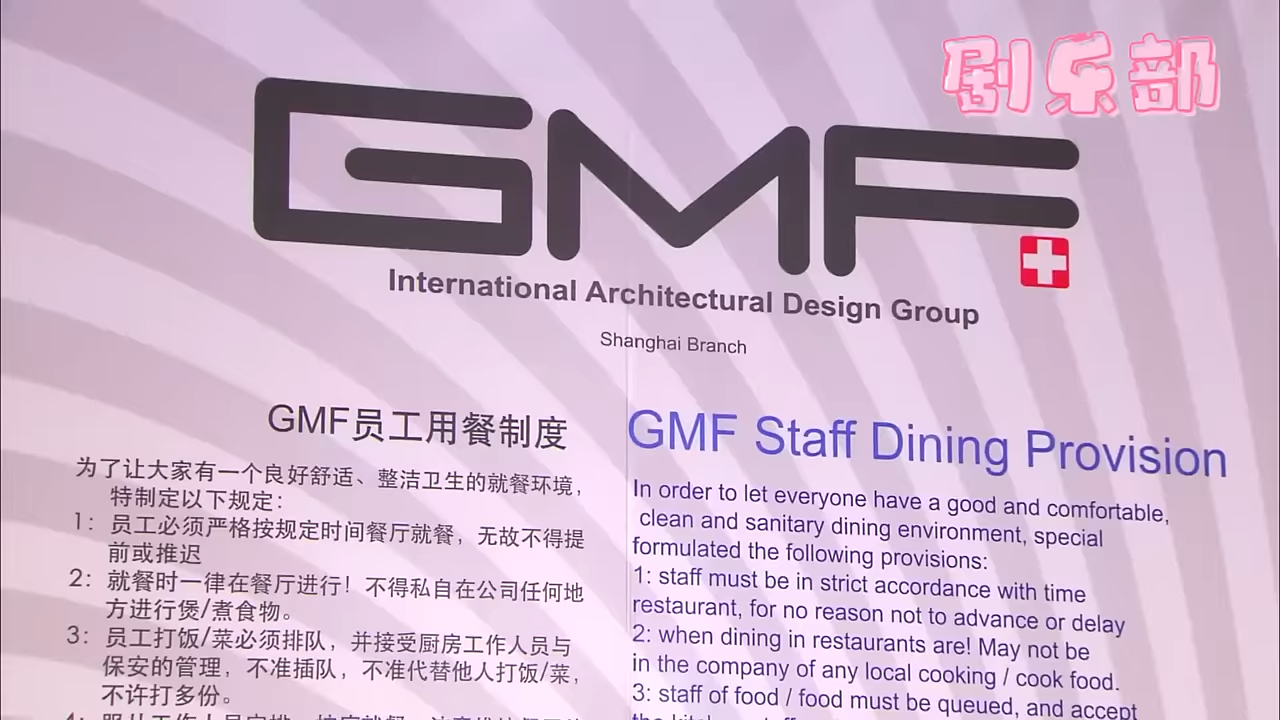 剧乐部
GMF
International Architectural Design Group
Shanghai Branch
GMF员工用餐制度
为了让大家有一个良好舒适、整洁卫生的就餐环境，
特制定以下规定：
1：员工必须严格按规定时间餐厅就餐，无故不得提
前或推迟
2：就餐时一律在餐厅进行！不得私自在公司任何地
方进行煲/煮食物。
3：员工打饭/菜必须排队，并接受厨房工作人员与
保安的管理，不准插队，不准代替他人打饭/菜，
不许打多份。
GMF Staff Dining Provision
In order to let everyone have a good and comfortable,
clean and sanitary dining environment, special
formulated the following provisions:
1: staff must be in strict accordance with time
restaurant, for no reason not to advance or delay
2: when dining in restaurants are! May not be
in the company of any local cooking / cook food.
3: staff of food / food must be queued, and accept